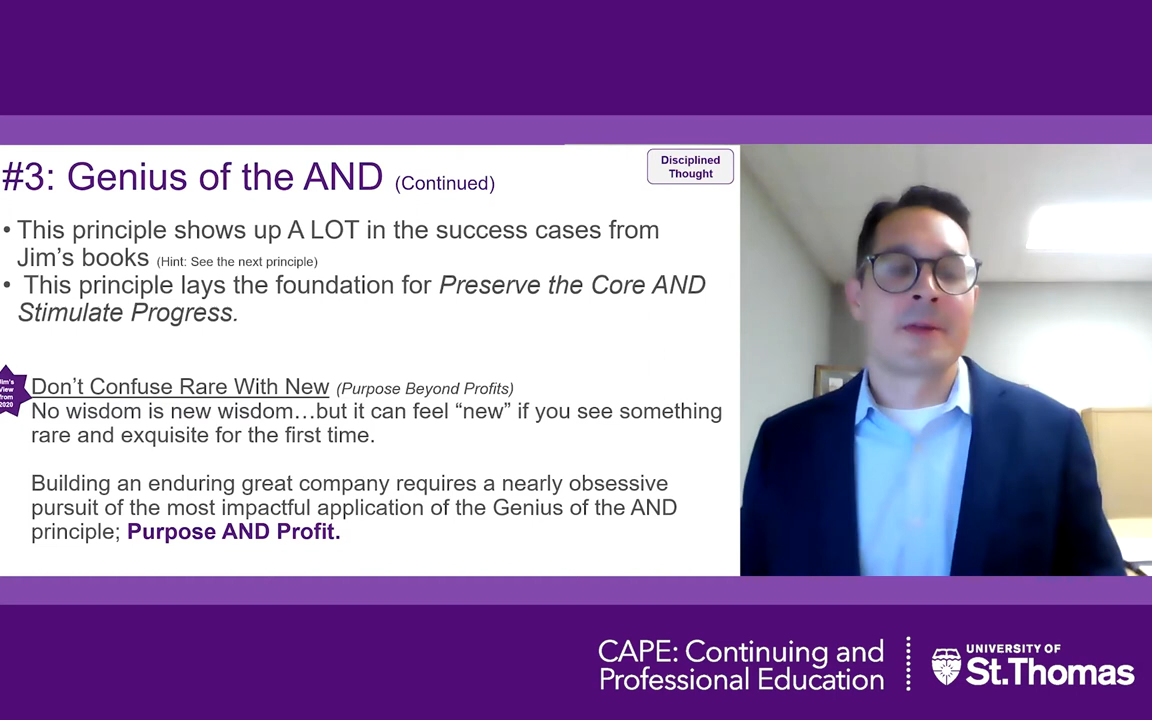 #3: Genius of the AND (Continued)
Disciplined
Thought
• This principle shows up A LOT in the success cases from
Jim's books (Hint: See the next principle)
• This principle lays the foundation for Preserve the Core AND
Stimulate Progress.
Jim's
View
from
2020
Don't Confuse Rare With New (Purpose Beyond Profits)
No wisdom is new wisdom…but it can feel “new” if you see something
rare and exquisite for the first time.
Building an enduring great company requires a nearly obsessive
pursuit of the most impactful application of the Genius of the AND
principle; Purpose AND Profit.
CAPE: Continuing and
Professional Education
UNIVERSITY OF
St.Thomas